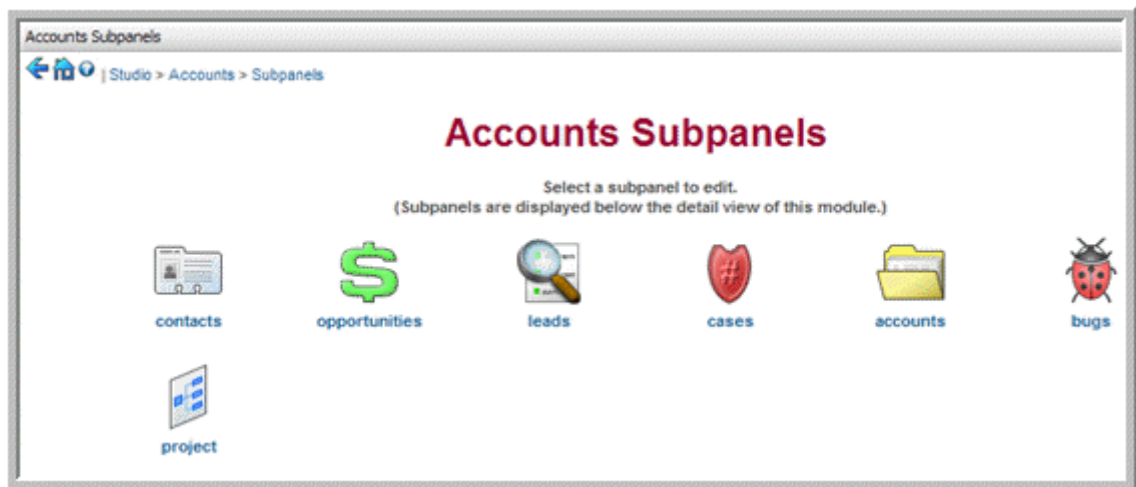 Accounts Subpanels
| Studio > Accounts > Subpanels
Accounts Subpanels
Select a subpanel to edit.
(Subpanels are displayed below the detail view of this module.)
contacts opportunities leads cases accounts bugs
project